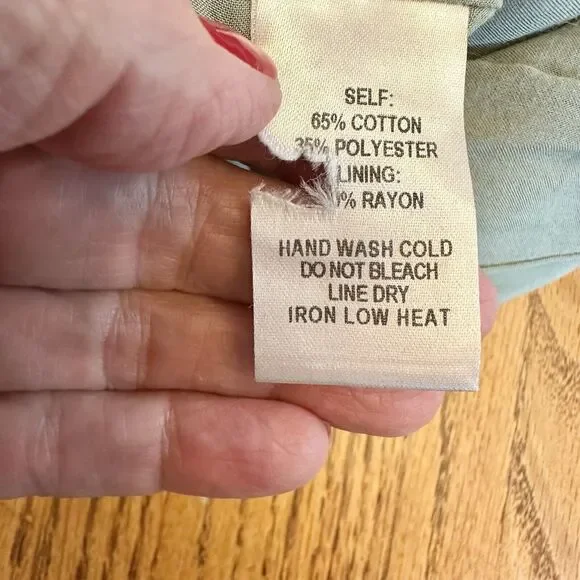 SELF:
65% COTTON
35% POLYESTER
LINING:
% RAYON
HAND WASH COLD
DO NOT BLEACH
LINE DRY
IRON LOW HEAT